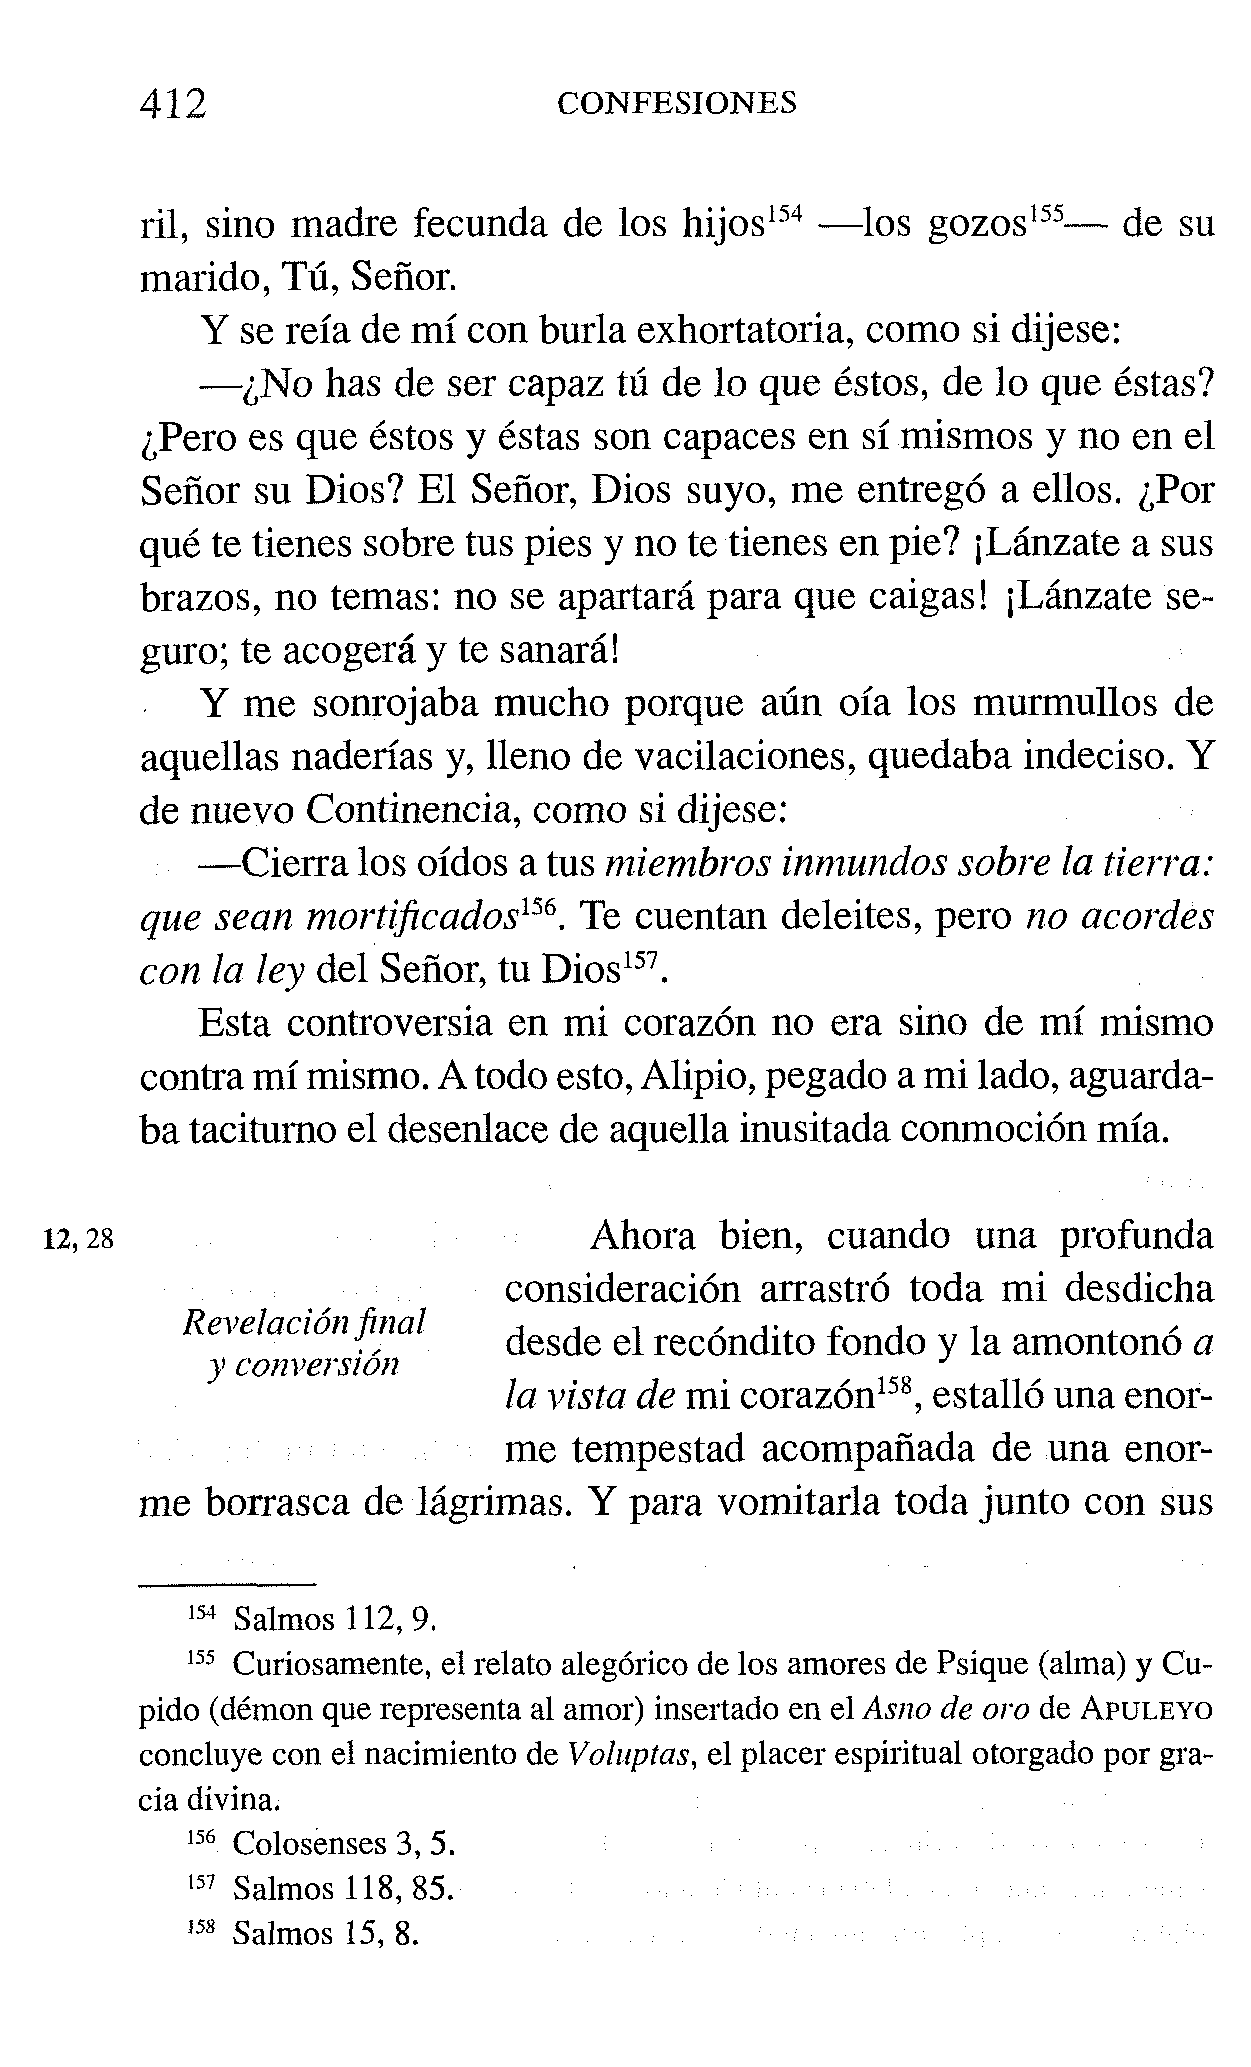 412 CONFESIONES
ril, sino madre fecunda de los hijos¹⁵⁴ —los gozos¹⁵⁵— de su
marido, Tú, Señor.
Y se reía de mí con burla exhortatoria, como si dijese:
—¿No has de ser capaz tú de lo que éstos, de lo que éstas?
¿Pero es que éstos y éstas son capaces en sí mismos y no en el
Señor su Dios? El Señor, Dios suyo, me entregó a ellos. ¿Por
qué te tienes sobre tus pies y no te tienes en pie? ¡Lánzate a sus
brazos, no temas: no se apartará para que caigas! ¡Lánzate se-
guro; te acogerá y te sanará!
Y me sonrojaba mucho porque aún oía los murmullos de
aquellas naderías y, lleno de vacilaciones, quedaba indeciso. Y
de nuevo Continencia, como si dijese:
—Cierra los oídos a tus miembros inmundos sobre la tierra:
que sean mortificados¹⁵⁶. Te cuentan deleites, pero no acordes
con la ley del Señor, tu Dios¹⁵⁷.
Esta controversia en mi corazón no era sino de mí mismo
contra mí mismo. A todo esto, Alipio, pegado a mi lado, aguarda-
ba taciturno el desenlace de aquella inusitada conmoción mía.
12, 28
Revelación final
y conversión
Ahora bien, cuando una profunda
consideración arrastró toda mi desdicha
desde el recóndito fondo y la amontonó a
la vista de mi corazón¹⁵⁸, estalló una enor-
me tempestad acompañada de una enor-
me borrasca de lágrimas. Y para vomitarla toda junto con sus
¹⁵⁴ Salmos 112, 9.
¹⁵⁵ Curiosamente, el relato alegórico de los amores de Psique (alma) y Cu-
pido (démon que representa al amor) insertado en el Asno de oro de APULEYO
concluye con el nacimiento de Voluptas, el placer espiritual otorgado por gra-
cia divina.
¹⁵⁶ Colosenses 3, 5.
¹⁵⁷ Salmos 118, 85.
¹⁵⁸ Salmos 15, 8.